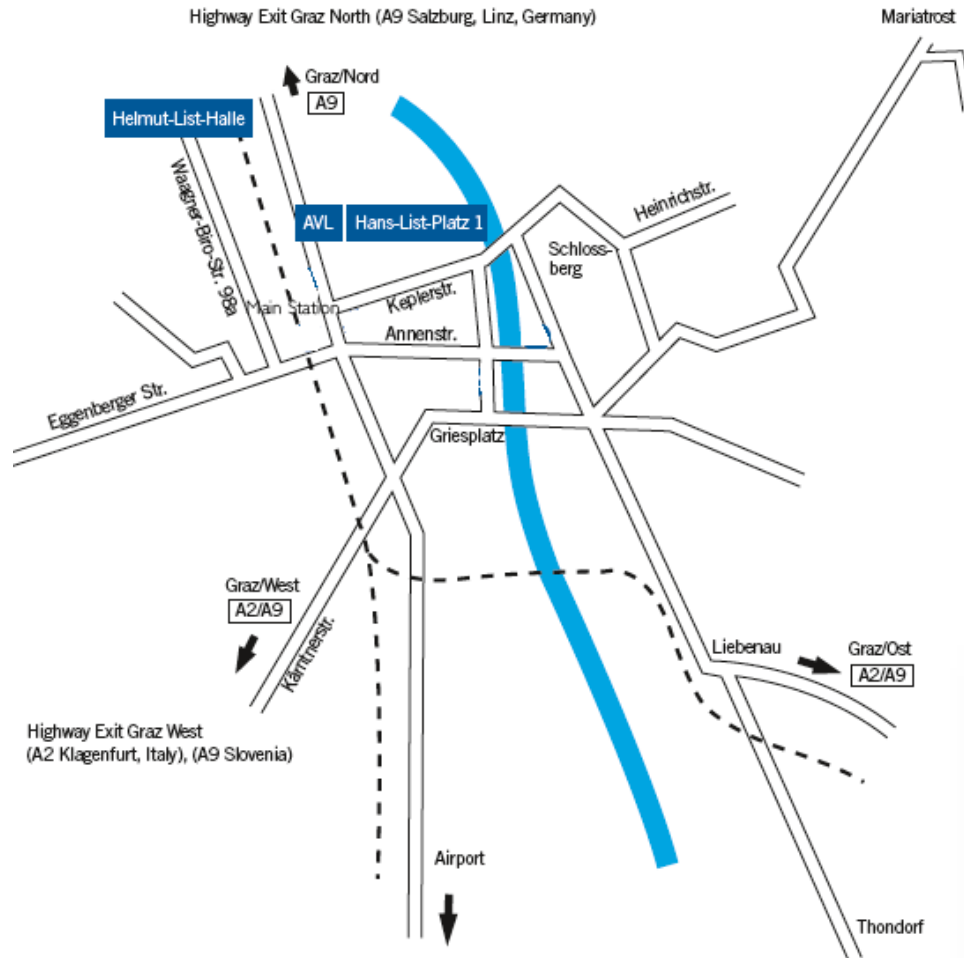 Highway Exit Graz North (A9 Salzburg, Linz, Germany)
Mariatrost
Graz/Nord
A9
Helmut-List-Halle
Waagner-Biro-Str. 98a
AVL
Hans-List-Platz 1
Heinrichstr.
Schloss-
berg
Main Station
Keplerstr.
Annenstr.
Eggenberger Str.
Griesplatz
Graz/West
A2/A9
Kärntnerstr.
Liebenau
Graz/Ost
A2/A9
Highway Exit Graz West
(A2 Klagenfurt, Italy), (A9 Slovenia)
Airport
Thondorf